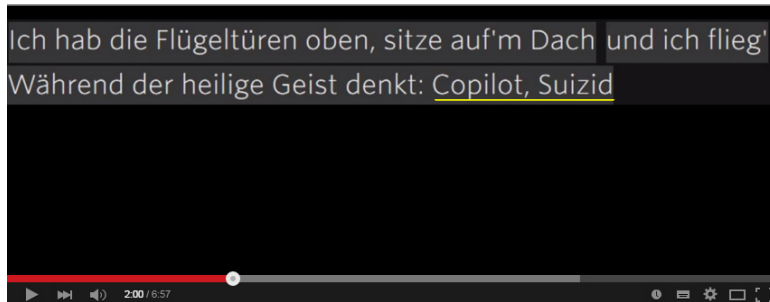 Ich hab die Flügeltüren oben, sitze auf'm Dach und ich flieg'
Während der heilige Geist denkt: Copilot, Suizid
2:00 / 6:57